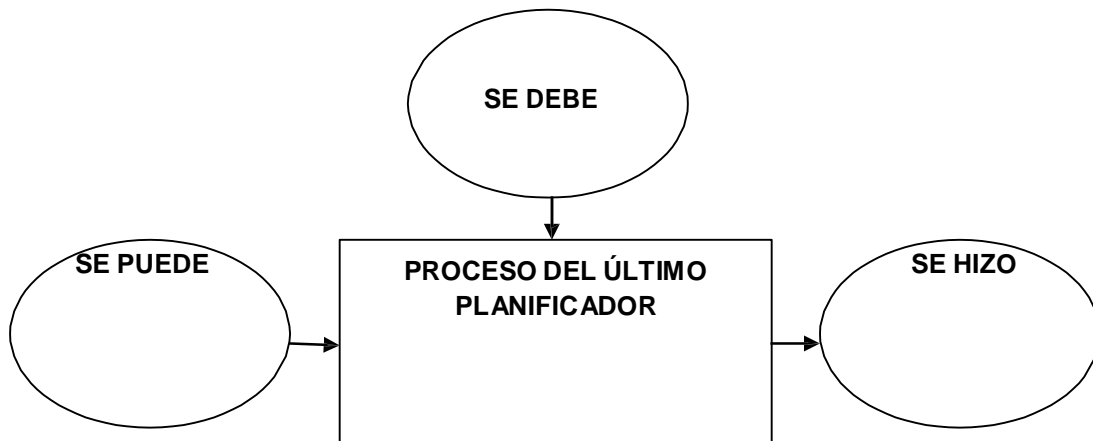 SE DEBE
SE PUEDE
PROCESO DEL ÚLTIMO
PLANIFICADOR
SE HIZO